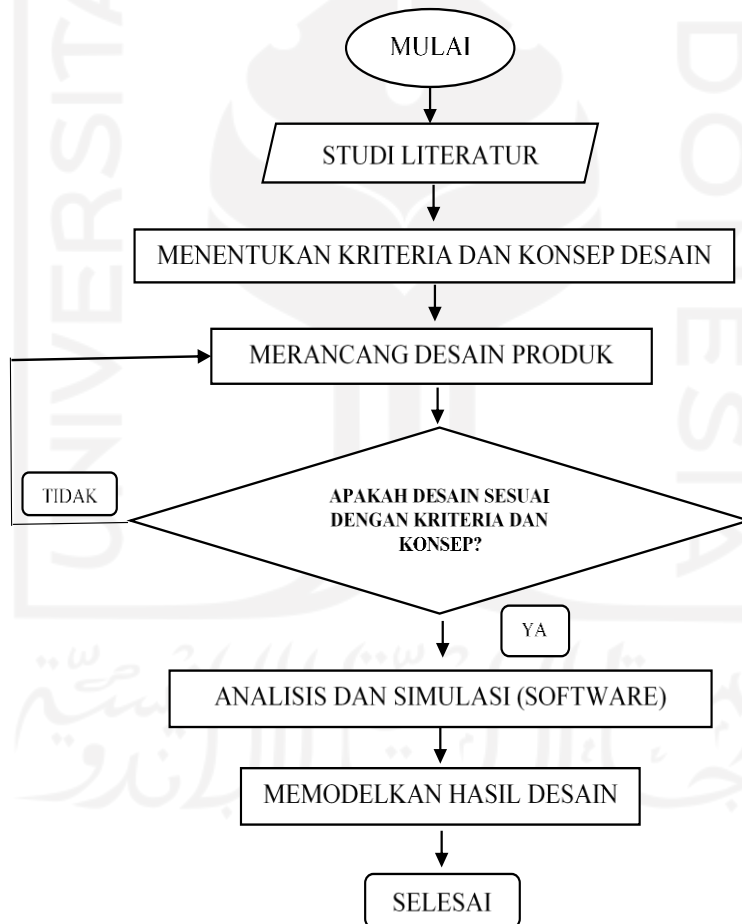 MULAI
STUDI LITERATUR
MENENTUKAN KRITERIA DAN KONSEP DESAIN
MERANCANG DESAIN PRODUK
TIDAK
APAKAH DESAIN SESUAI
DENGAN KRITERIA DAN
KONSEP?
YA
ANALISIS DAN SIMULASI (SOFTWARE)
MEMODELKAN HASIL DESAIN
SELESAI